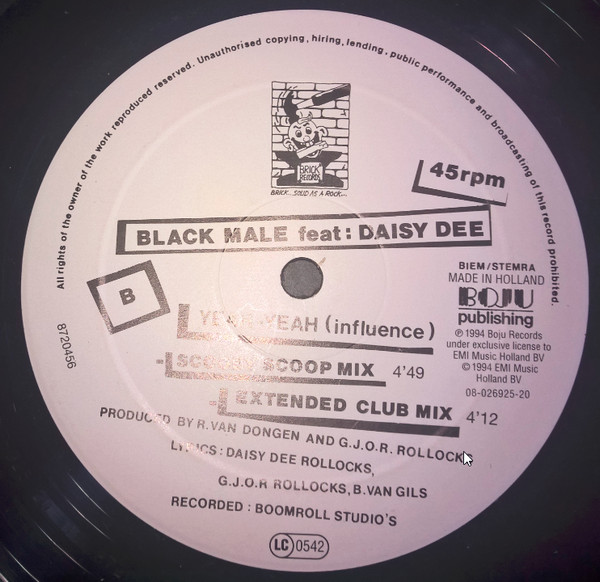 All rights of the owner of the work reproduced reserved. Unauthorised copying, hiring, lending, public performance and broadcasting of this record prohibited.
BRICK RECORDS
BRICK... SOLID AS A ROCK...
45rpm
BLACK MALE feat: DAISY DEE
B
BIEM/STEMRA
MADE IN HOLLAND
BOJU
publishing
℗ 1994 Boju Records
under exclusive license to
EMI Music Holland BV
© 1994 EMI Music
Holland BV
08-026925-20
8720456
YEAH-YEAH (influence)
- SCOOBY SCOOP MIX 4'49
- EXTENDED CLUB MIX 4'12
PRODUCED BY R.VAN DONGEN AND G.J.O.R. ROLLOCKS
LYRICS: DAISY DEE ROLLOCKS,
G.J.O.R ROLLOCKS, B.VAN GILS
RECORDED: BOOMROLL STUDIO'S
LC 0542